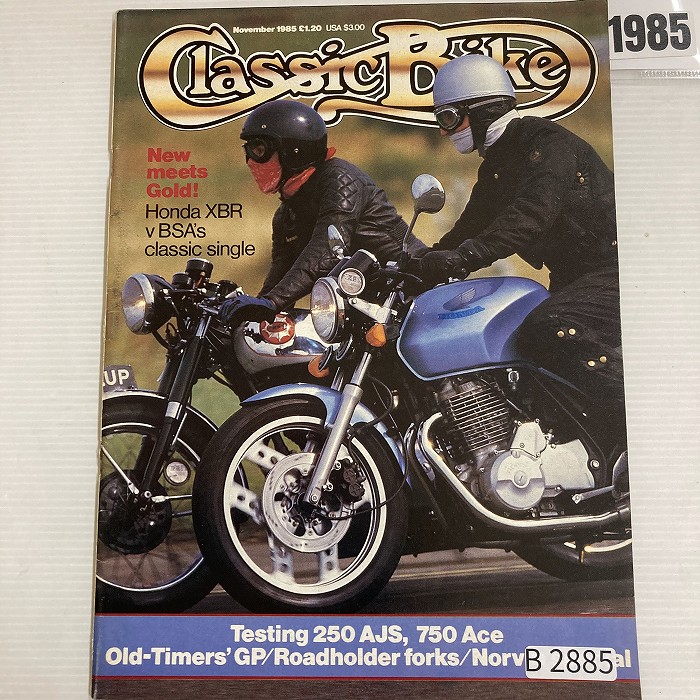 1985
November 1985 £1.20 USA $3.00
Classic Bike
New
meets
Gold!
Honda XBR
v BSA's
classic single
UP
Testing 250 AJS, 750 Ace
Old-Timers' GP/Roadholder forks/Norv al
B 2885